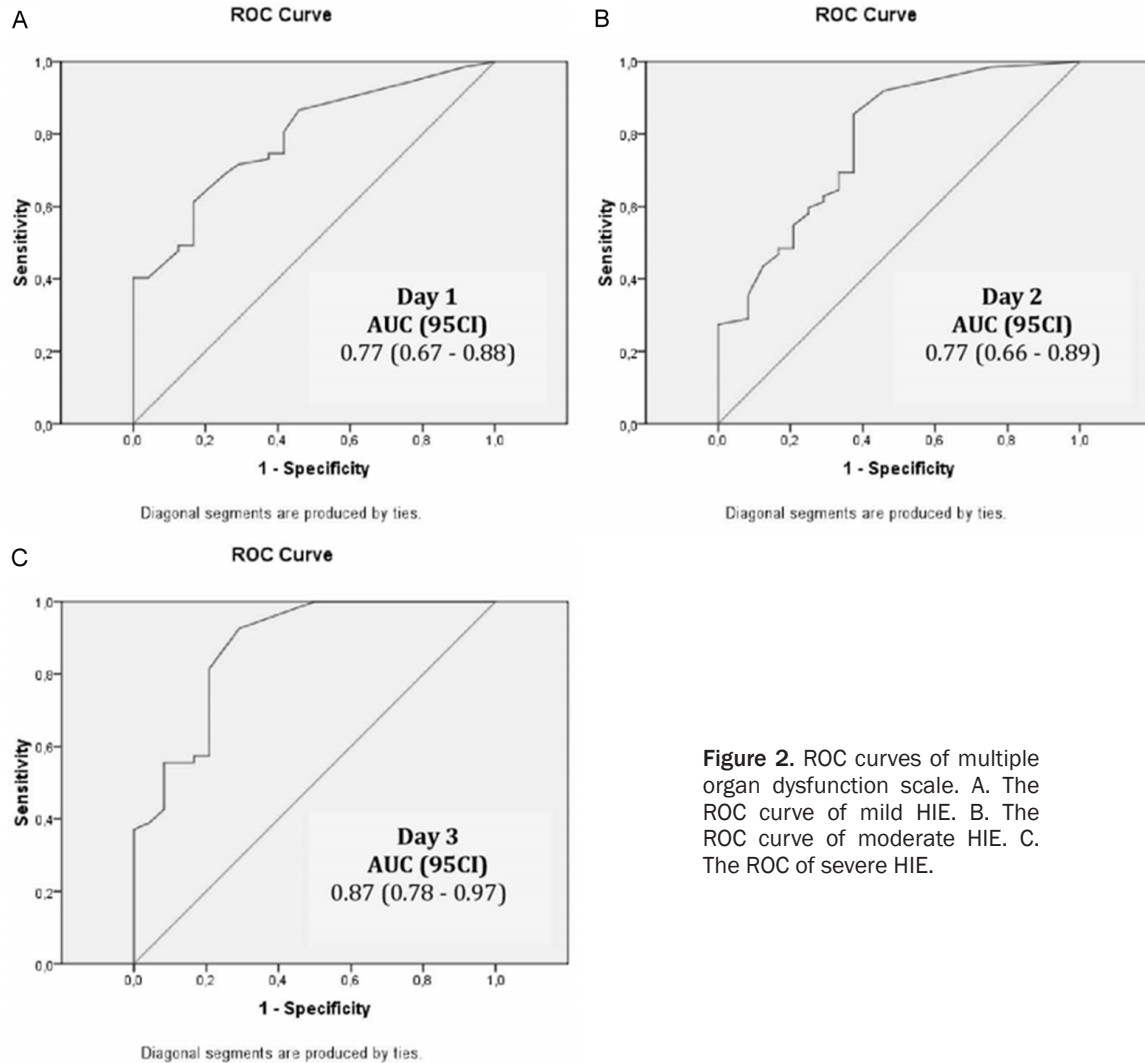 A
ROC Curve
1,0
0,8
0,6
0,4
0,2
0,0
Sensitivity
0,0 0,2 0,4 0,6 0,8 1,0
1 - Specificity
Day 1
AUC (95CI)
0.77 (0.67 - 0.88)
Diagonal segments are produced by ties.
B
ROC Curve
1,0
0,8
0,6
0,4
0,2
0,0
Sensitivity
0,0 0,2 0,4 0,6 0,8 1,0
1 - Specificity
Day 2
AUC (95CI)
0.77 (0.66 - 0.89)
Diagonal segments are produced by ties.
C
ROC Curve
1,0
0,8
0,6
0,4
0,2
0,0
Sensitivity
0,0 0,2 0,4 0,6 0,8 1,0
1 - Specificity
Day 3
AUC (95CI)
0.87 (0.78 - 0.97)
Diagonal segments are produced by ties.
Figure 2. ROC curves of multiple
organ dysfunction scale. A. The
ROC curve of mild HIE. B. The
ROC curve of moderate HIE. C.
The ROC of severe HIE.